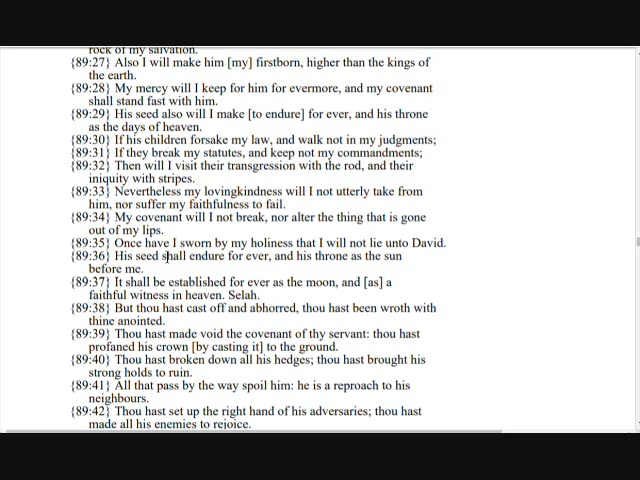 rock of my salvation.
{89:27} Also I will make him [my] firstborn, higher than the kings of
the earth.
{89:28} My mercy will I keep for him for evermore, and my covenant
shall stand fast with him.
{89:29} His seed also will I make [to endure] for ever, and his throne
as the days of heaven.
{89:30} If his children forsake my law, and walk not in my judgments;
{89:31} If they break my statutes, and keep not my commandments;
{89:32} Then will I visit their transgression with the rod, and their
iniquity with stripes.
{89:33} Nevertheless my lovingkindness will I not utterly take from
him, nor suffer my faithfulness to fail.
{89:34} My covenant will I not break, nor alter the thing that is gone
out of my lips.
{89:35} Once have I sworn by my holiness that I will not lie unto David.
{89:36} His seed shall endure for ever, and his throne as the sun
before me.
{89:37} It shall be established for ever as the moon, and [as] a
faithful witness in heaven. Selah.
{89:38} But thou hast cast off and abhorred, thou hast been wroth with
thine anointed.
{89:39} Thou hast made void the covenant of thy servant: thou hast
profaned his crown [by casting it] to the ground.
{89:40} Thou hast broken down all his hedges; thou hast brought his
strong holds to ruin.
{89:41} All that pass by the way spoil him: he is a reproach to his
neighbours.
{89:42} Thou hast set up the right hand of his adversaries; thou hast
made all his enemies to rejoice.